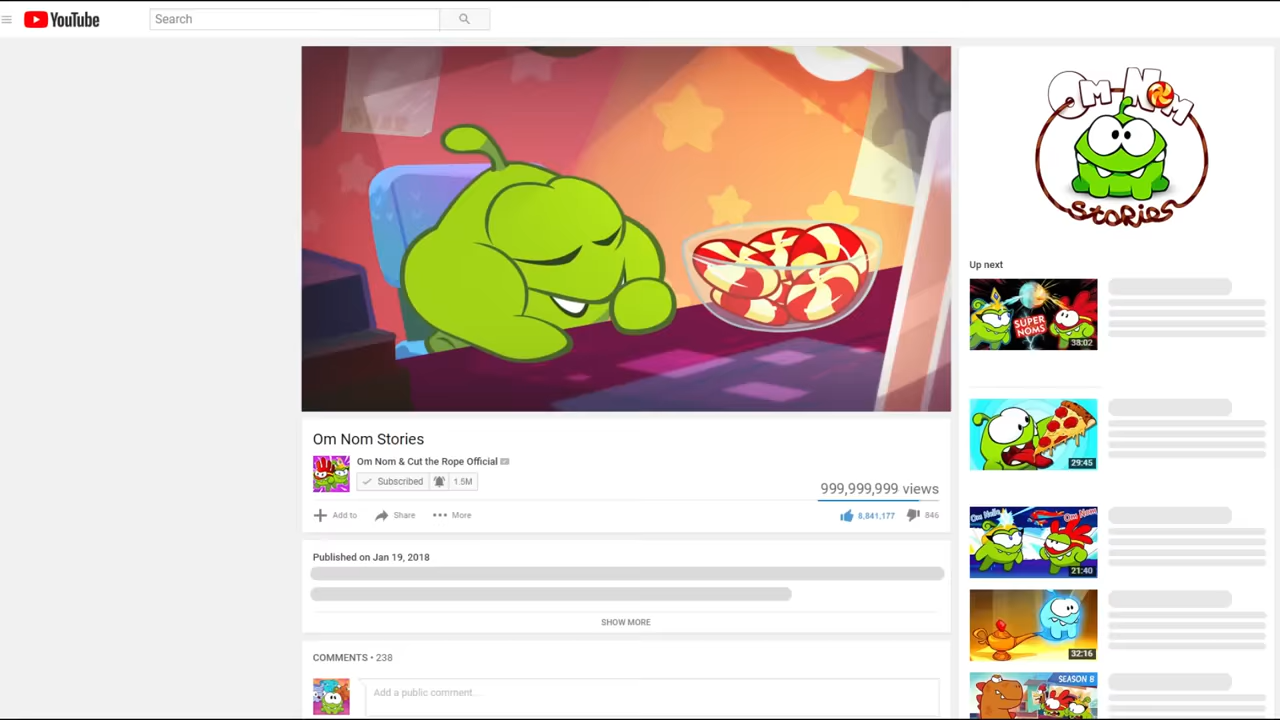 YouTube
Search
Om-Nom
Stories
Up next
SUPER
NOMS
38:02
29:45
Om Nelle
Om Nom
21:40
32:16
SEASON 8
Om Nom Stories
Om Nom & Cut the Rope Official
Subscribed 1.5M
999,999,999 views
Add to Share More 8,841,177 846
Published on Jan 19, 2018
SHOW MORE
COMMENTS • 238
Add a public comment...